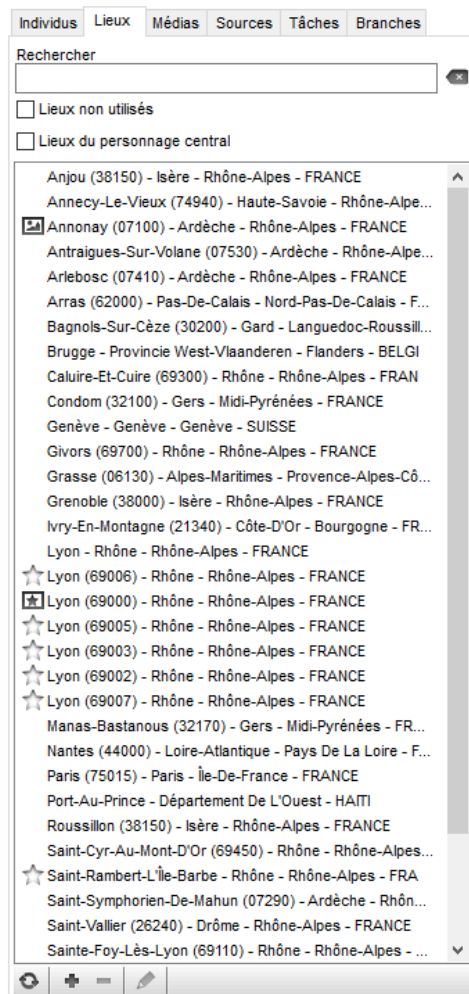 Individus Lieux Médias Sources Tâches Branches
Rechercher
Lieux non utilisés
Lieux du personnage central
Anjou (38150) - Isère - Rhône-Alpes - FRANCE
Annecy-Le-Vieux (74940) - Haute-Savoie - Rhône-Alpe...
Annonay (07100) - Ardèche - Rhône-Alpes - FRANCE
Antraigues-Sur-Volane (07530) - Ardèche - Rhône-Alpe...
Arlebosc (07410) - Ardèche - Rhône-Alpes - FRANCE
Arras (62000) - Pas-De-Calais - Nord-Pas-De-Calais - F...
Bagnols-Sur-Cèze (30200) - Gard - Languedoc-Roussill...
Brugge - Provincie West-Vlaanderen - Flanders - BELGI
Caluire-Et-Cuire (69300) - Rhône - Rhône-Alpes - FRAN
Condom (32100) - Gers - Midi-Pyrénées - FRANCE
Genève - Genève - Genève - SUISSE
Givors (69700) - Rhône - Rhône-Alpes - FRANCE
Grasse (06130) - Alpes-Maritimes - Provence-Alpes-Cô...
Grenoble (38000) - Isère - Rhône-Alpes - FRANCE
Ivry-En-Montagne (21340) - Côte-D'Or - Bourgogne - FR...
Lyon - Rhône - Rhône-Alpes - FRANCE
Lyon (69006) - Rhône - Rhône-Alpes - FRANCE
Lyon (69000) - Rhône - Rhône-Alpes - FRANCE
Lyon (69005) - Rhône - Rhône-Alpes - FRANCE
Lyon (69003) - Rhône - Rhône-Alpes - FRANCE
Lyon (69002) - Rhône - Rhône-Alpes - FRANCE
Lyon (69007) - Rhône - Rhône-Alpes - FRANCE
Manas-Bastanous (32170) - Gers - Midi-Pyrénées - FR...
Nantes (44000) - Loire-Atlantique - Pays De La Loire - F...
Paris (75015) - Paris - Île-De-France - FRANCE
Port-Au-Prince - Département De L'Ouest - HAÏTI
Roussillon (38150) - Isère - Rhône-Alpes - FRANCE
Saint-Cyr-Au-Mont-D'Or (69450) - Rhône - Rhône-Alpes...
Saint-Rambert-L'Île-Barbe - Rhône - Rhône-Alpes - FRA
Saint-Symphorien-De-Mahun (07290) - Ardèche - Rhôn...
Saint-Vallier (26240) - Drôme - Rhône-Alpes - FRANCE
Sainte-Foy-Lès-Lyon (69110) - Rhône - Rhône-Alpes - ...